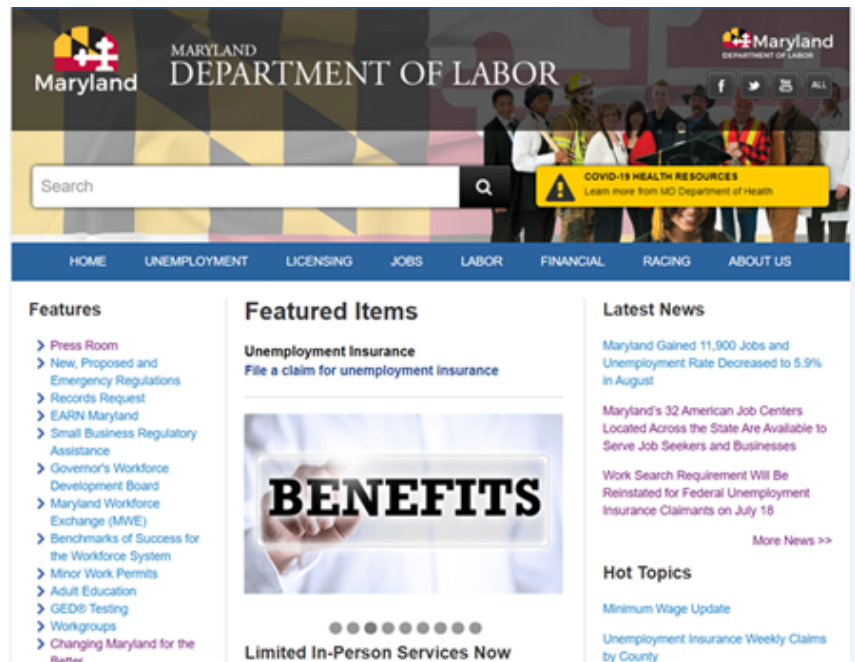 Maryland
MARYLAND
DEPARTMENT OF LABOR
Maryland
DEPARTMENT OF LABOR
f
You
ALL
Search
COVID-19 HEALTH RESOURCES
Learn more from MD Department of Health
HOME UNEMPLOYMENT LICENSING JOBS LABOR FINANCIAL RACING ABOUT US
Features
Press Room
New, Proposed and
Emergency Regulations
Records Request
EARN Maryland
Small Business Regulatory
Assistance
Governor's Workforce
Development Board
Maryland Workforce
Exchange (MWE)
Benchmarks of Success for
the Workforce System
Minor Work Permits
Adult Education
GED® Testing
Workgroups
Changing Maryland for the
Better
Featured Items
Unemployment Insurance
File a claim for unemployment insurance
BENEFITS
Limited In-Person Services Now
Latest News
Maryland Gained 11,900 Jobs and
Unemployment Rate Decreased to 5.9%
in August
Maryland's 32 American Job Centers
Located Across the State Are Available to
Serve Job Seekers and Businesses
Work Search Requirement Will Be
Reinstated for Federal Unemployment
Insurance Claimants on July 18
More News >>
Hot Topics
Minimum Wage Update
Unemployment Insurance Weekly Claims
by County